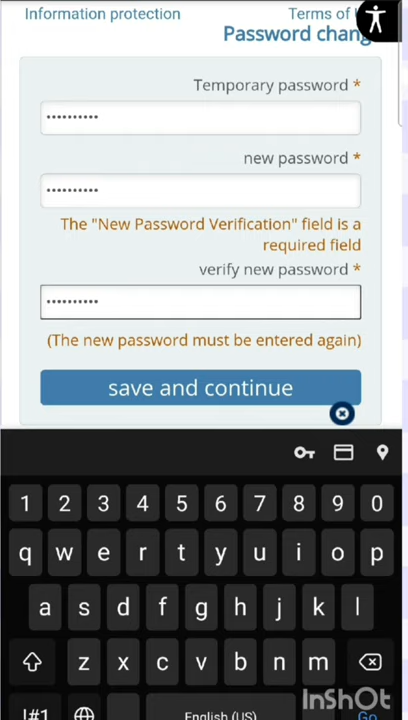 Information protection
Terms of
Password chang
Temporary password *
••••••••••
new password *
••••••••••
The "New Password Verification" field is a
required field
verify new password *
••••••••••
(The new password must be entered again)
save and continue
1 2 3 4 5 6 7 8 9 0
q w e r t y u i o p
a s d f g h j k l
z x c v b n m
!#1 English (US) Go
InShOt